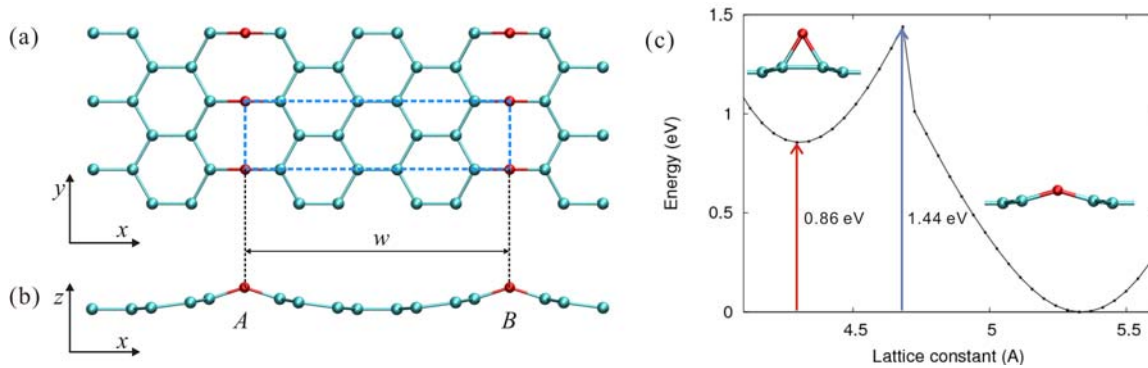 (a)
y
x
w
(b)
z
x
A
B
(c)
1.5
1
0.5
0
Energy (eV)
0.86 eV
1.44 eV
4.5
5
5.5
Lattice constant (A)